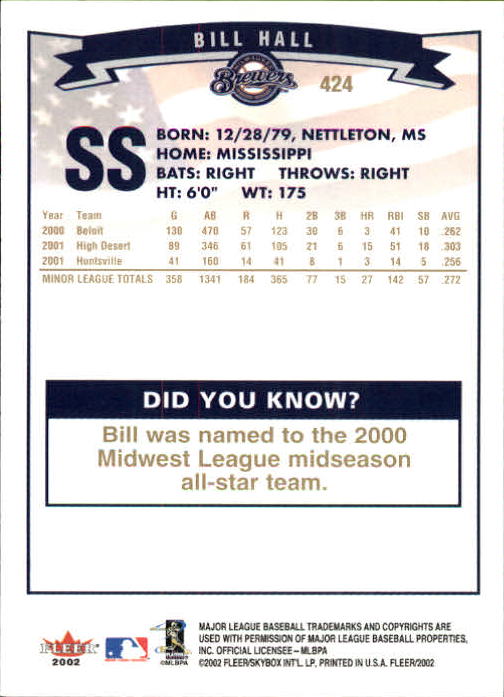 BILL HALL
Brewers
424
SS
BORN: 12/28/79, NETTLETON, MS
HOME: MISSISSIPPI
BATS: RIGHT THROWS: RIGHT
HT: 6'0" WT: 175
Year Team G AB R H 2B 3B HR RBI SB AVG
2000 Beloit 130 470 57 123 30 6 3 41 10 .262
2001 High Desert 89 346 61 105 21 6 15 51 18 .303
2001 Huntsville 41 160 14 41 8 1 3 14 5 .256
MINOR LEAGUE TOTALS 358 1341 184 365 77 15 27 142 57 .272
DID YOU KNOW?
Bill was named to the 2000
Midwest League midseason
all-star team.
FLEER
2002
©MLBPA
MAJOR LEAGUE BASEBALL TRADEMARKS AND COPYRIGHTS ARE
USED WITH PERMISSION OF MAJOR LEAGUE BASEBALL PROPERTIES,
INC. OFFICIAL LICENSEE – MLBPA
©2002 FLEER/SKYBOX INT'L. LP, PRINTED IN U.S.A. FLEER/2002